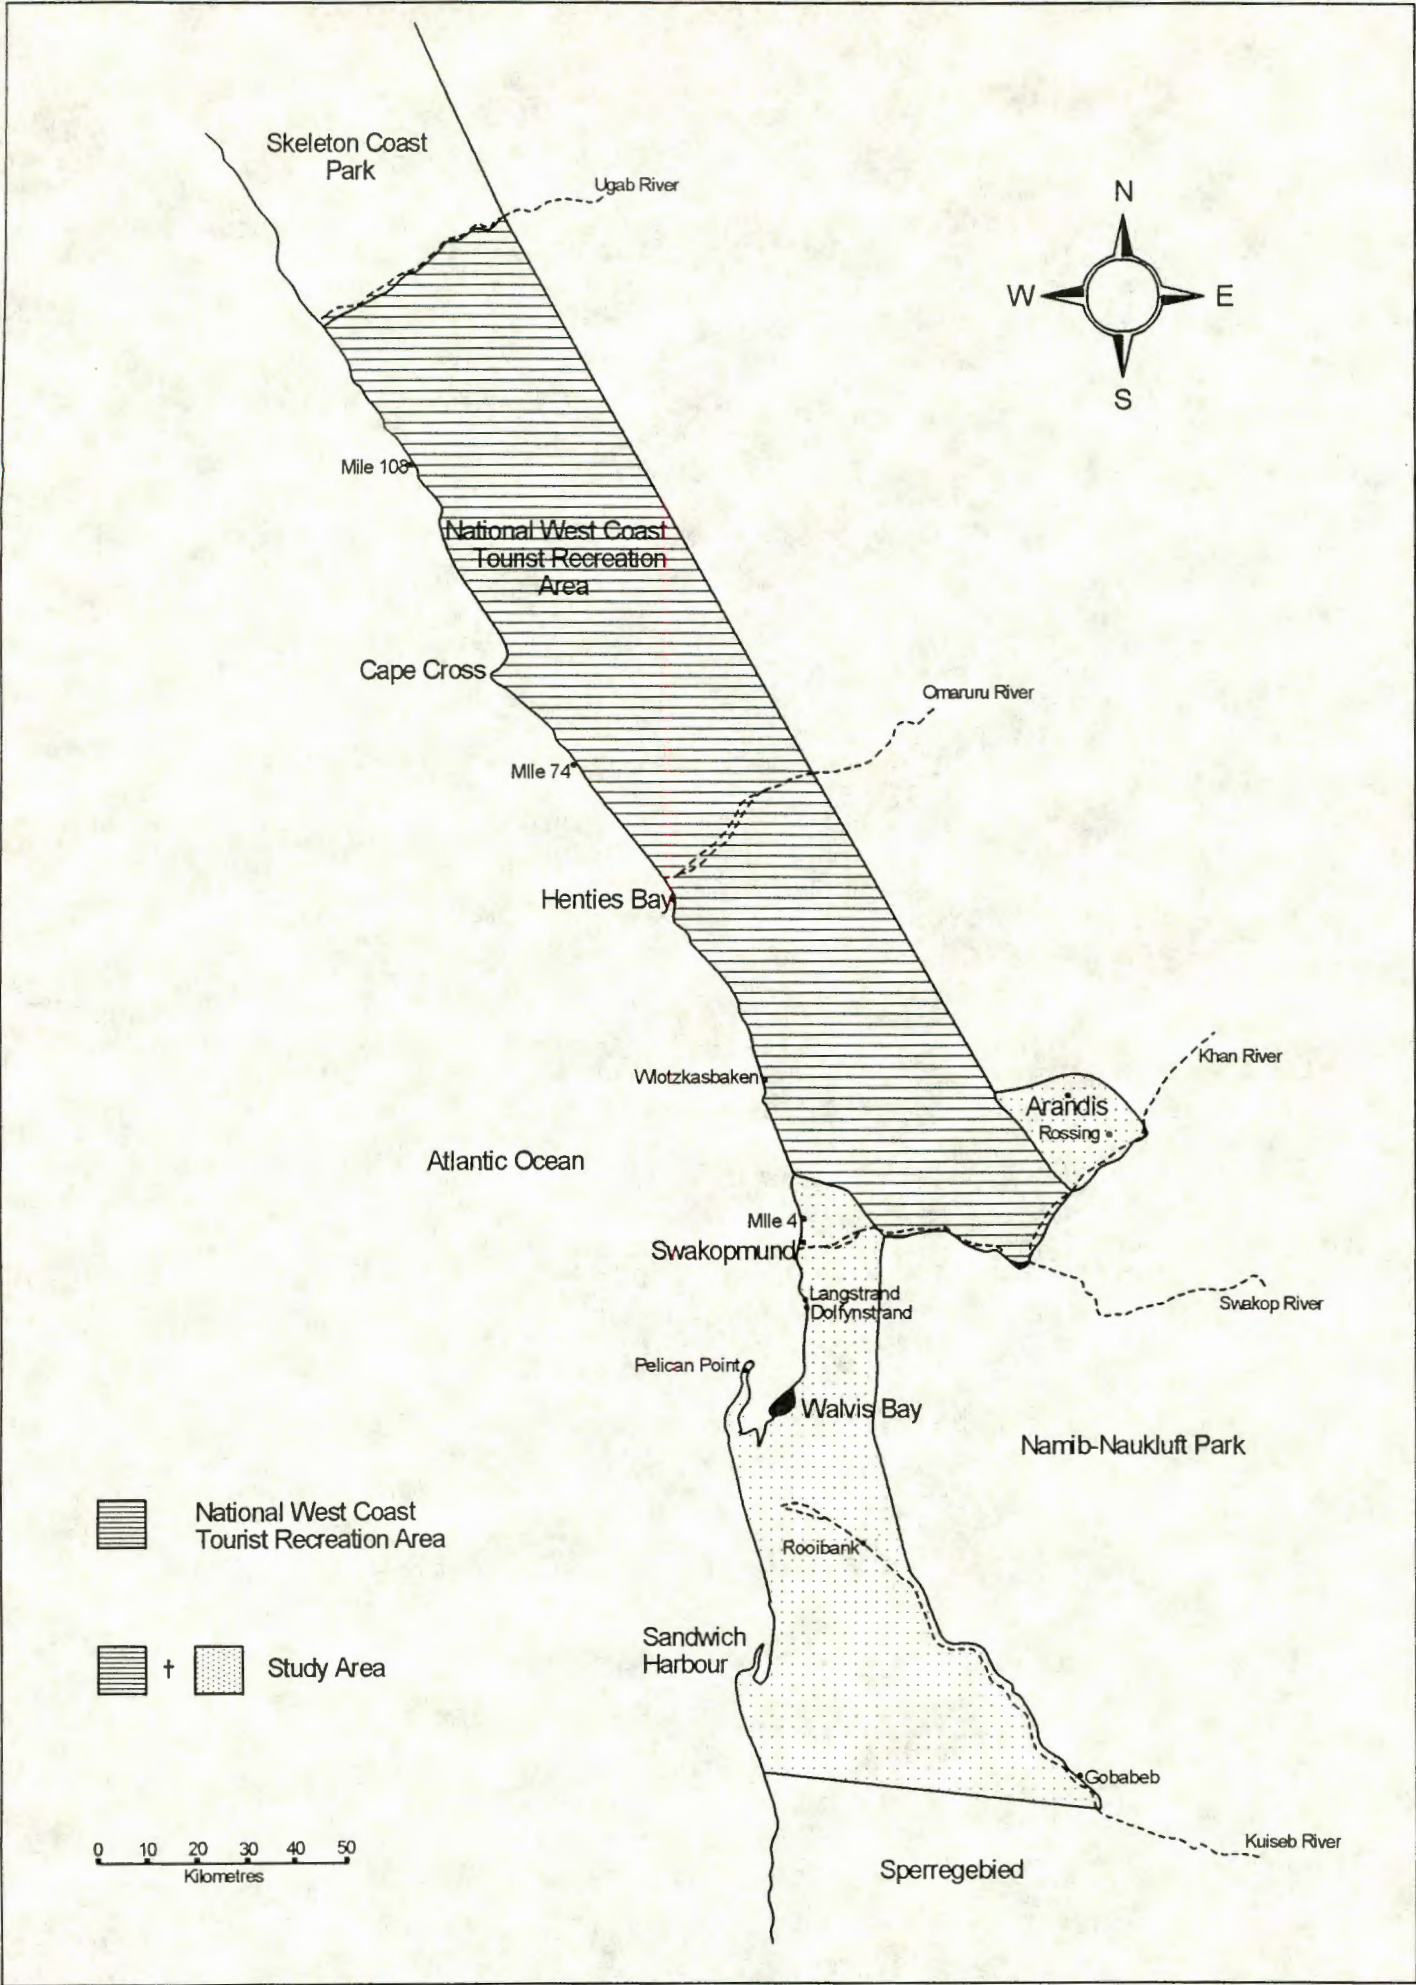 Skeleton Coast
Park
Ugab River
N
W
E
S
Mile 108
National West Coast
Tourist Recreation
Area
Cape Cross
Omaruru River
Mile 74
Henties Bay
Khan River
Wlotzkasbaken
Arandis
Rossing
Atlantic Ocean
Mile 4
Swakopmund
Langstrand
Dolfynstrand
Swakop River
Pelican Point
Walvis Bay
Namib-Naukluft Park
National West Coast
Tourist Recreation Area
Rooibank
Sandwich
Harbour
† Study Area
Gobabeb
0 10 20 30 40 50
Kilometres
Kuiseb River
Sperregebied